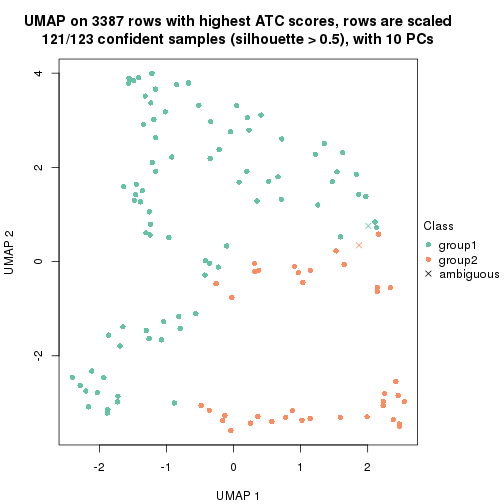 UMAP on 3387 rows with highest ATC scores, rows are scaled
121/123 confident samples (silhouette > 0.5), with 10 PCs
4
2
0
-2
UMAP 2
-2
-1
0
1
2
UMAP 1
Class
group1
group2
ambiguous